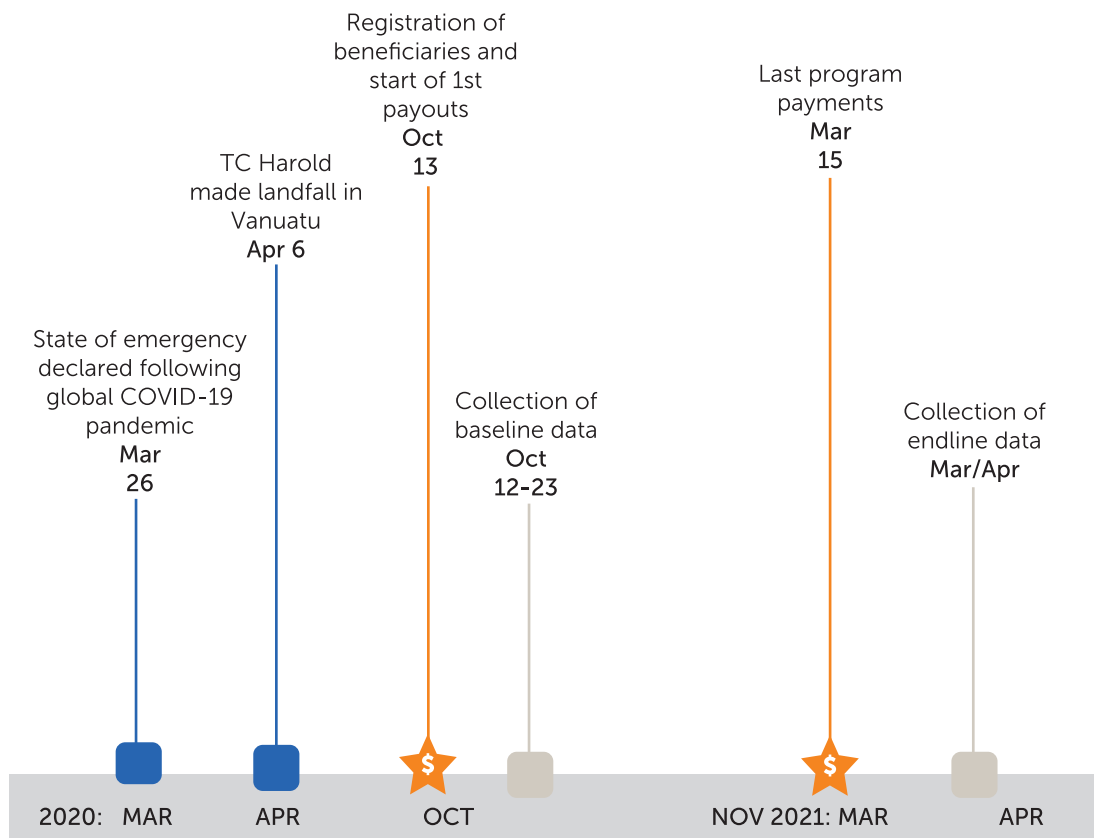 Registration of
beneficiaries and
start of 1st
payouts
Oct
13
Last program
payments
Mar
15
TC Harold
made landfall in
Vanuatu
Apr 6
State of emergency
declared following
global COVID-19
pandemic
Mar
26
Collection of
baseline data
Oct
12-23
Collection of
endline data
Mar/Apr
$
$
2020: MAR APR OCT NOV 2021: MAR APR